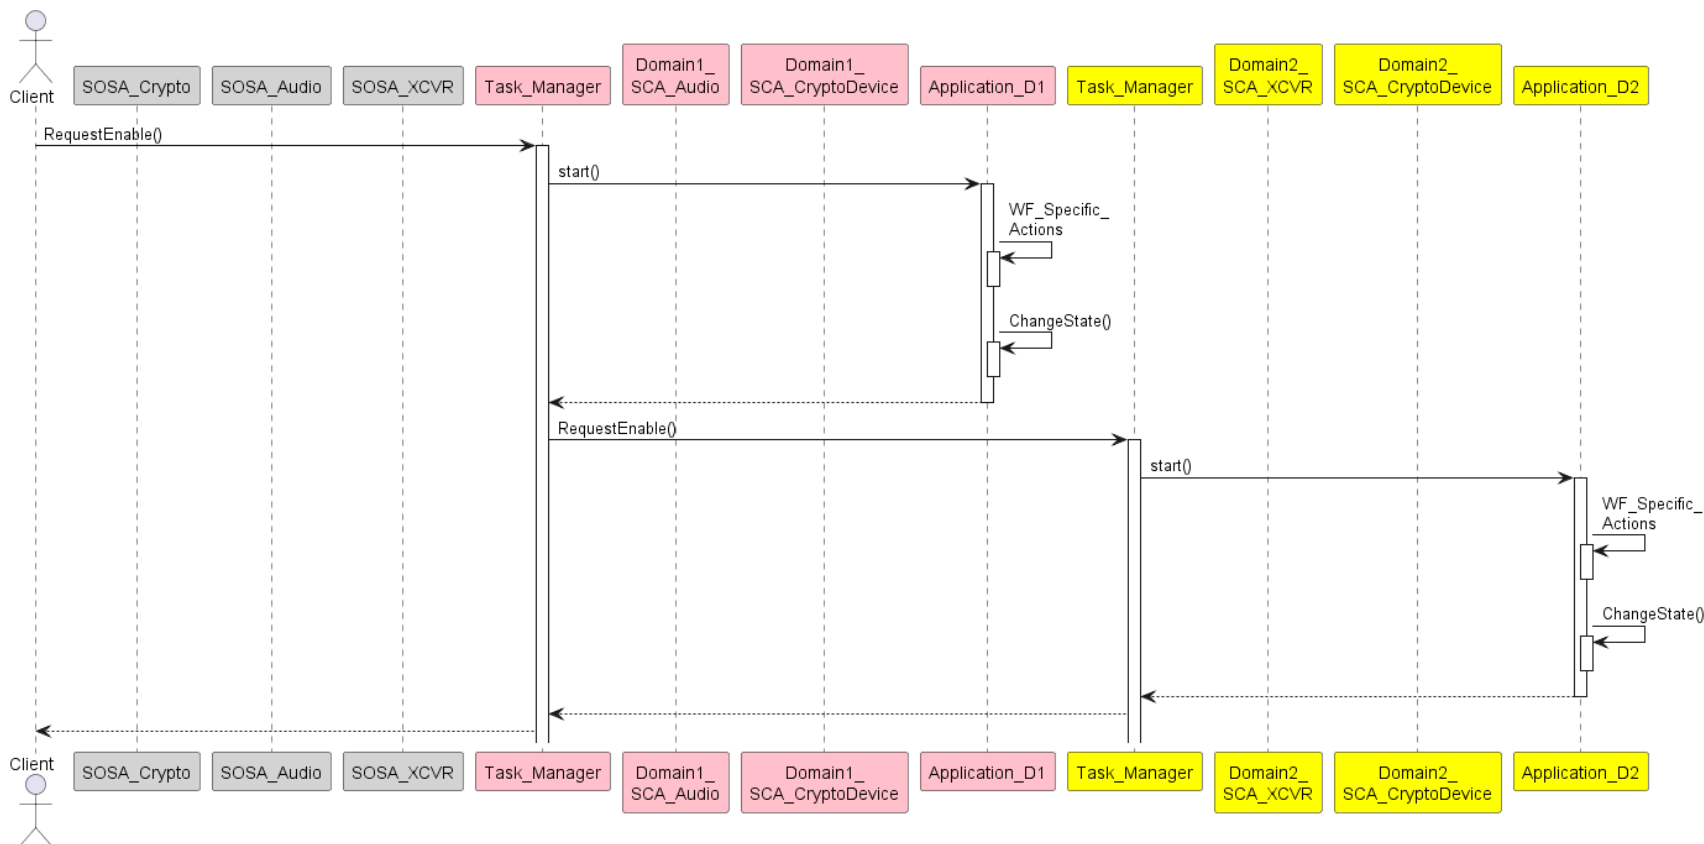 Client
SOSA_Crypto
SOSA_Audio
SOSA_XCVR
Task_Manager
Domain1_
SCA_Audio
Domain1_
SCA_CryptoDevice
Application_D1
Task_Manager
Domain2_
SCA_XCVR
Domain2_
SCA_CryptoDevice
Application_D2
RequestEnable()
start()
WF_Specific_
Actions
ChangeState()
RequestEnable()
start()
WF_Specific_
Actions
ChangeState()
Client
SOSA_Crypto
SOSA_Audio
SOSA_XCVR
Task_Manager
Domain1_
SCA_Audio
Domain1_
SCA_CryptoDevice
Application_D1
Task_Manager
Domain2_
SCA_XCVR
Domain2_
SCA_CryptoDevice
Application_D2